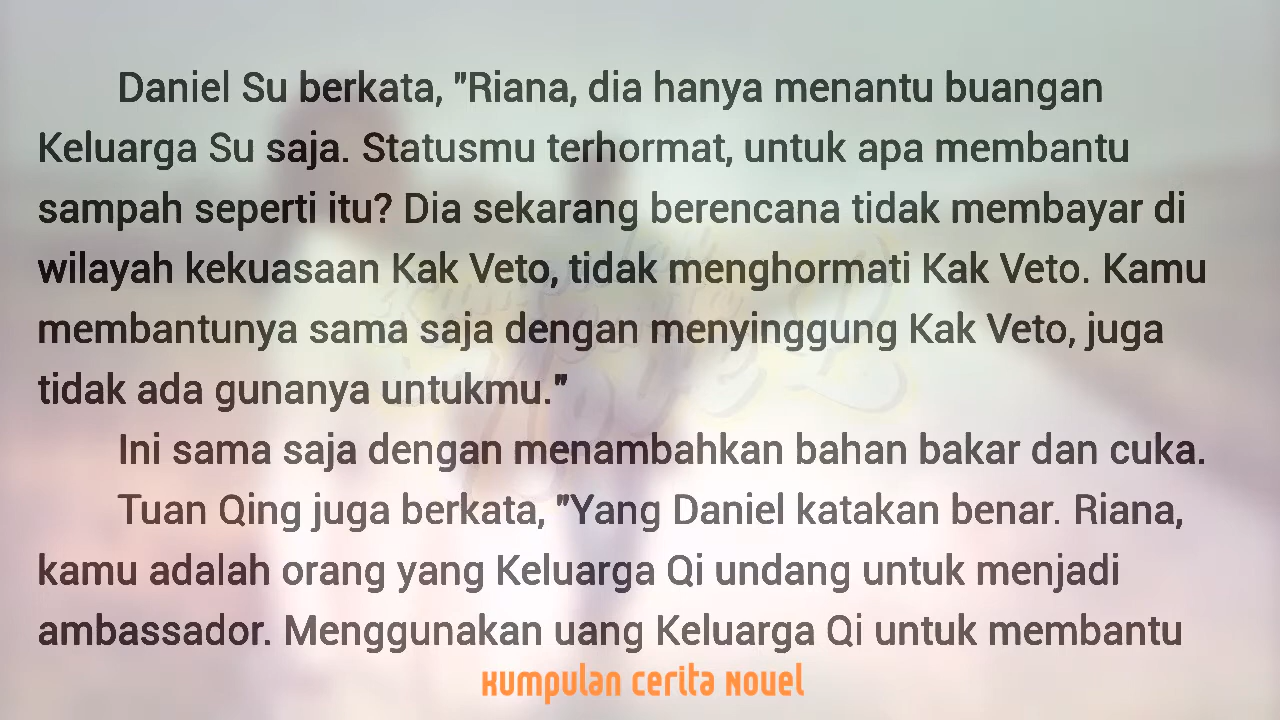 Daniel Su berkata, "Riana, dia hanya menantu buangan
Keluarga Su saja. Statusmu terhormat, untuk apa membantu
sampah seperti itu? Dia sekarang berencana tidak membayar di
wilayah kekuasaan Kak Veto, tidak menghormati Kak Veto. Kamu
membantunya sama saja dengan menyinggung Kak Veto, juga
tidak ada gunanya untukmu."
Ini sama saja dengan menambahkan bahan bakar dan cuka.
Tuan Qing juga berkata, "Yang Daniel katakan benar. Riana,
kamu adalah orang yang Keluarga Qi undang untuk menjadi
ambassador. Menggunakan uang Keluarga Qi untuk membantu
Kumpulan Cerita Novel